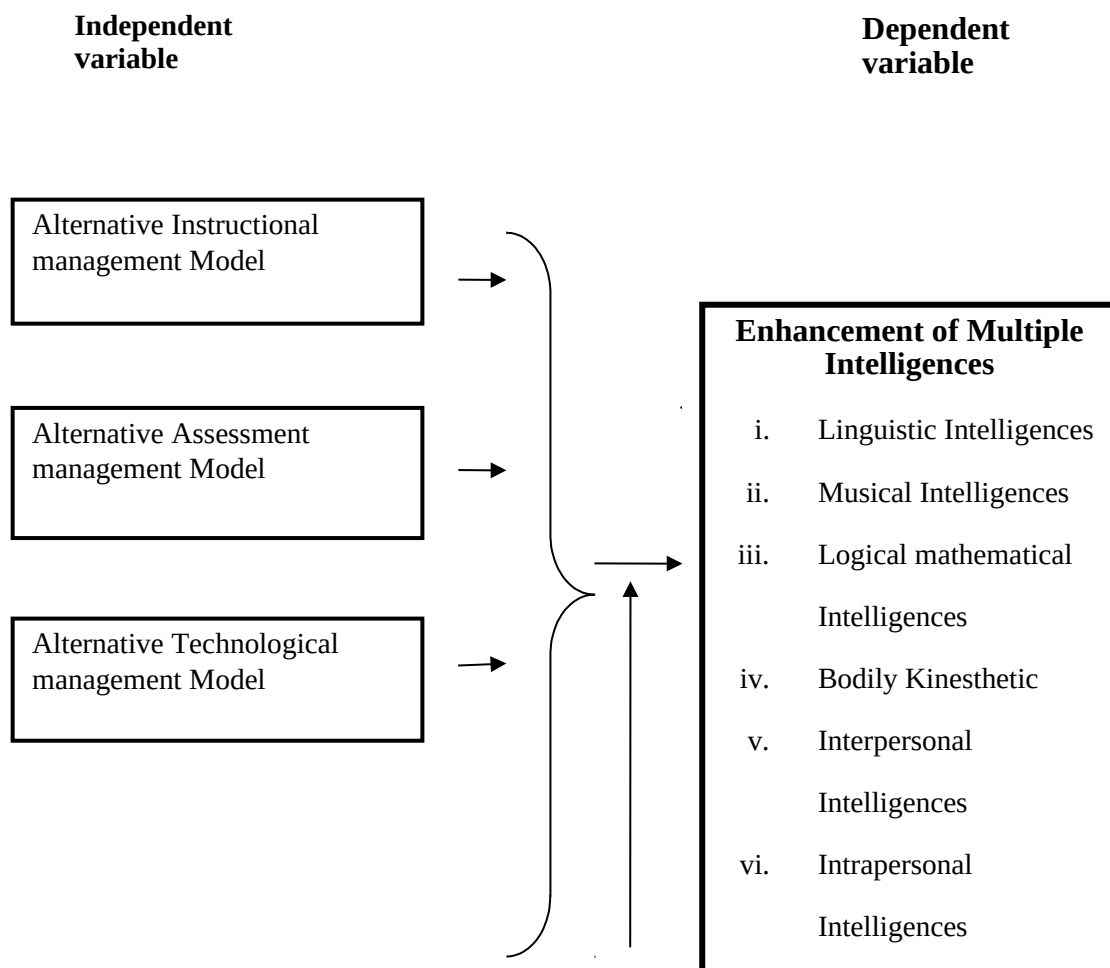 Independent
variable
Dependent
variable
Alternative Instructional
management Model
Alternative Assessment
management Model
Alternative Technological
management Model
Enhancement of Multiple
Intelligences
i. Linguistic Intelligences
ii. Musical Intelligences
iii. Logical mathematical
Intelligences
iv. Bodily Kinesthetic
v. Interpersonal
Intelligences
vi. Intrapersonal
Intelligences